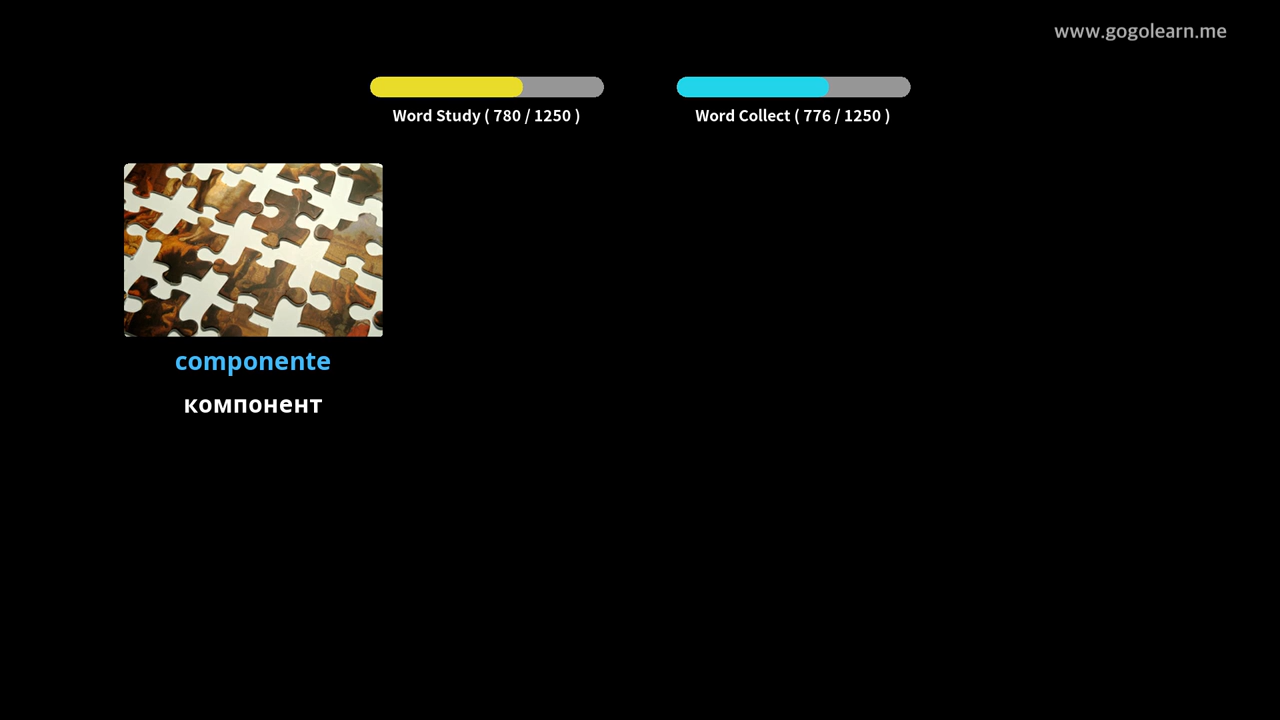 www.gogolearn.me
Word Study ( 780 / 1250 )
Word Collect ( 776 / 1250 )
componente
компонент